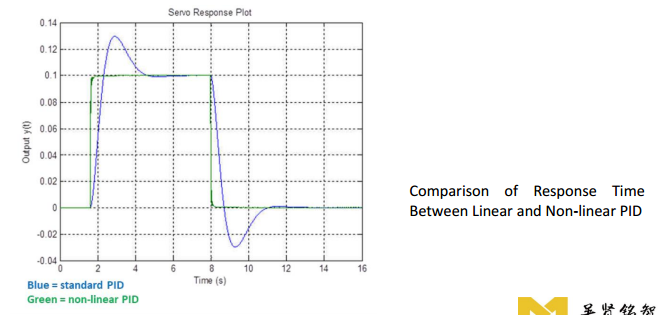 Servo Response Plot
0.14
0.12
0.1
0.08
0.06
0.04
0.02
0
-0.02
-0.04
Output y(t)
0 2 4 6 8 10 12 14 16
Time (s)
Blue = standard PID
Green = non-linear PID
Comparison of Response Time
Between Linear and Non-linear PID